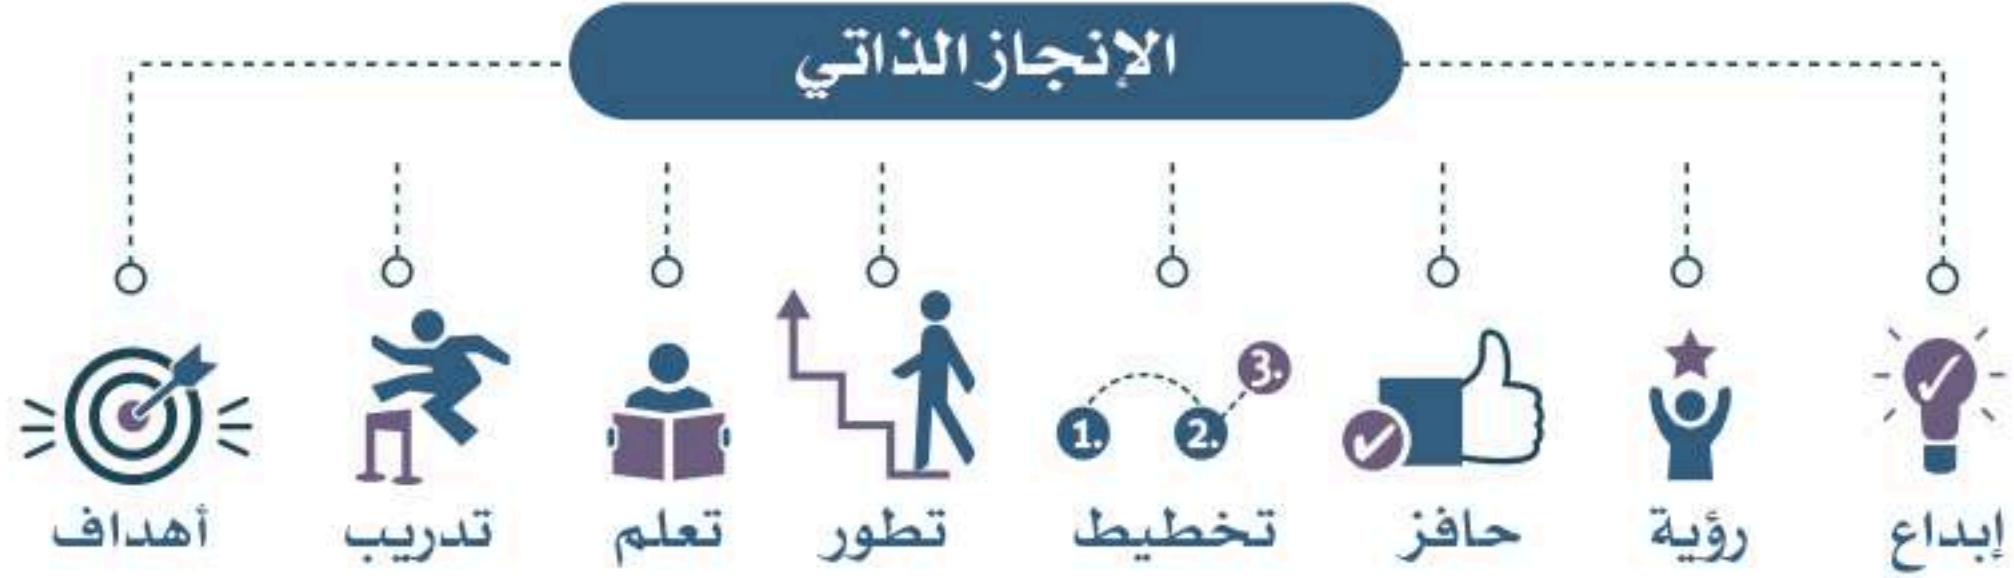 الإنجاز الذاتي
إبداع
رؤية
حافز
تخطيط
1.
2.
3.
تطور
تعلم
تدريب
أهداف